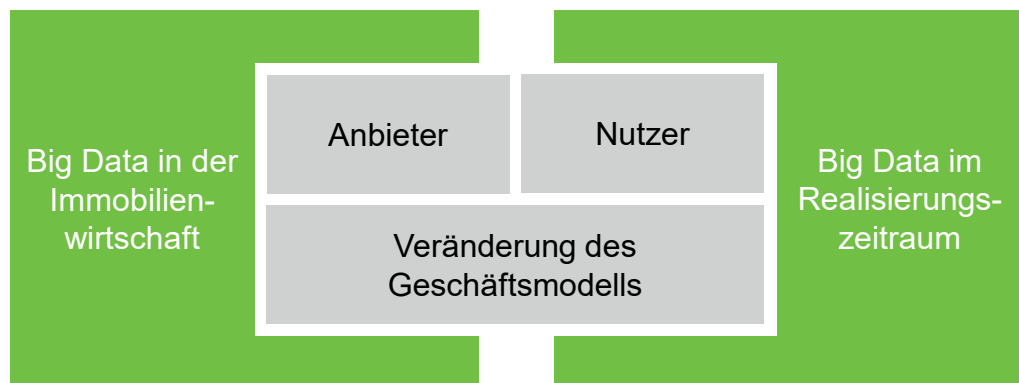 Big Data in der
Immobilien-
wirtschaft
Anbieter
Nutzer
Veränderung des
Geschäftsmodells
Big Data im
Realisierungs-
zeitraum